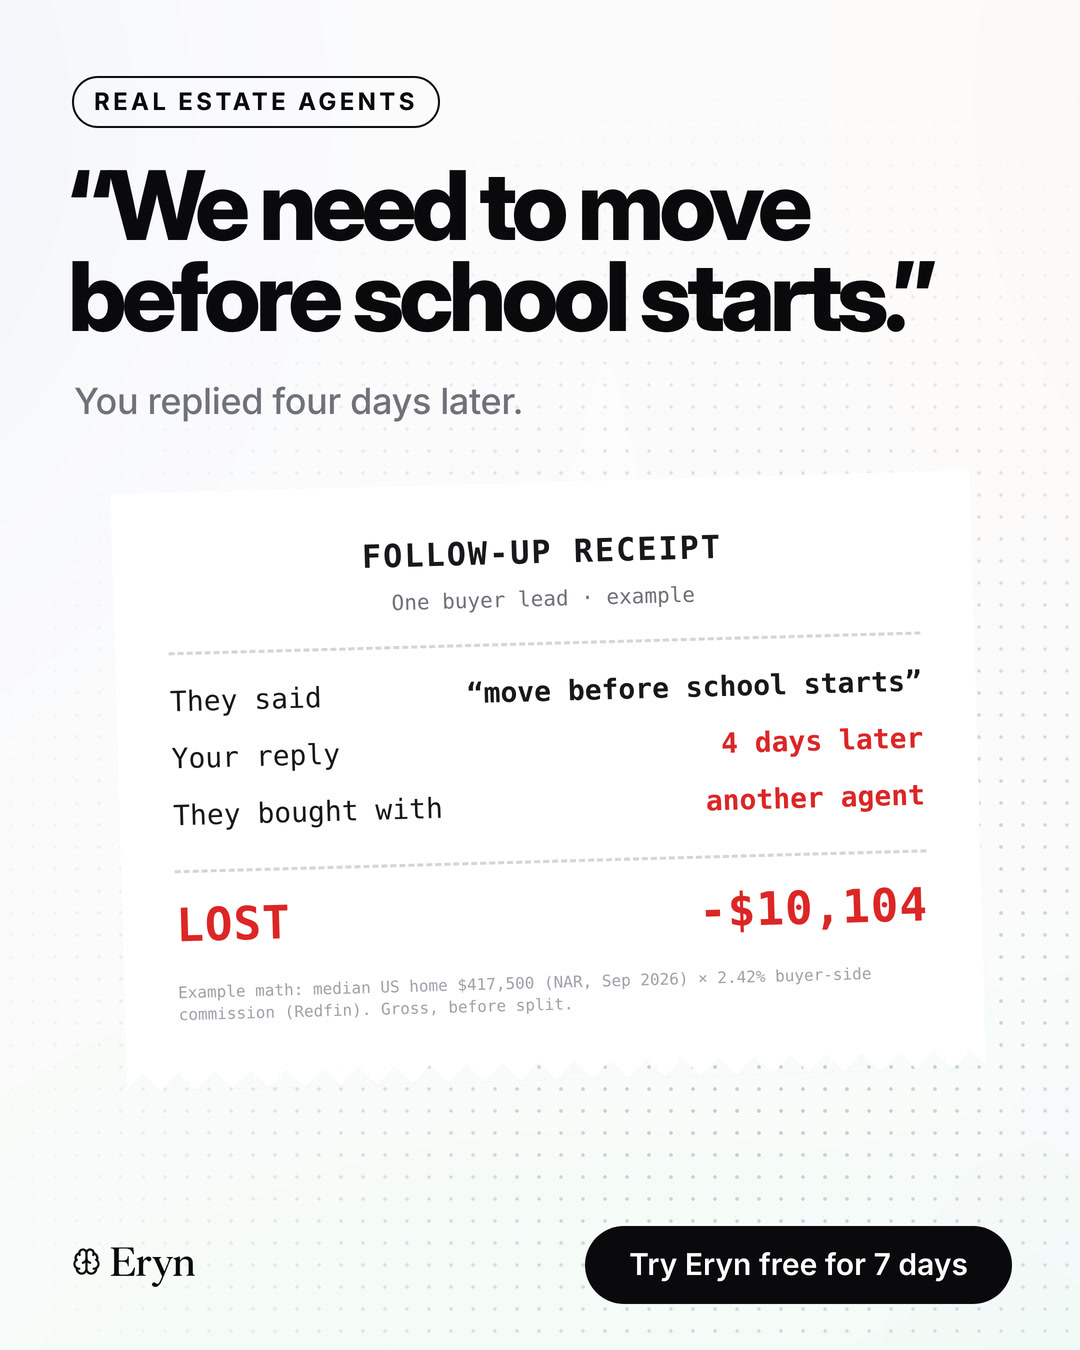 REAL ESTATE AGENTS
“We need to move
before school starts.”
You replied four days later.
FOLLOW-UP RECEIPT
One buyer lead · example
They said “move before school starts”
Your reply 4 days later
They bought with another agent
LOST -$10,104
Example math: median US home $417,500 (NAR, Sep 2026) × 2.42% buyer-side
commission (Redfin). Gross, before split.
Eryn
Try Eryn free for 7 days